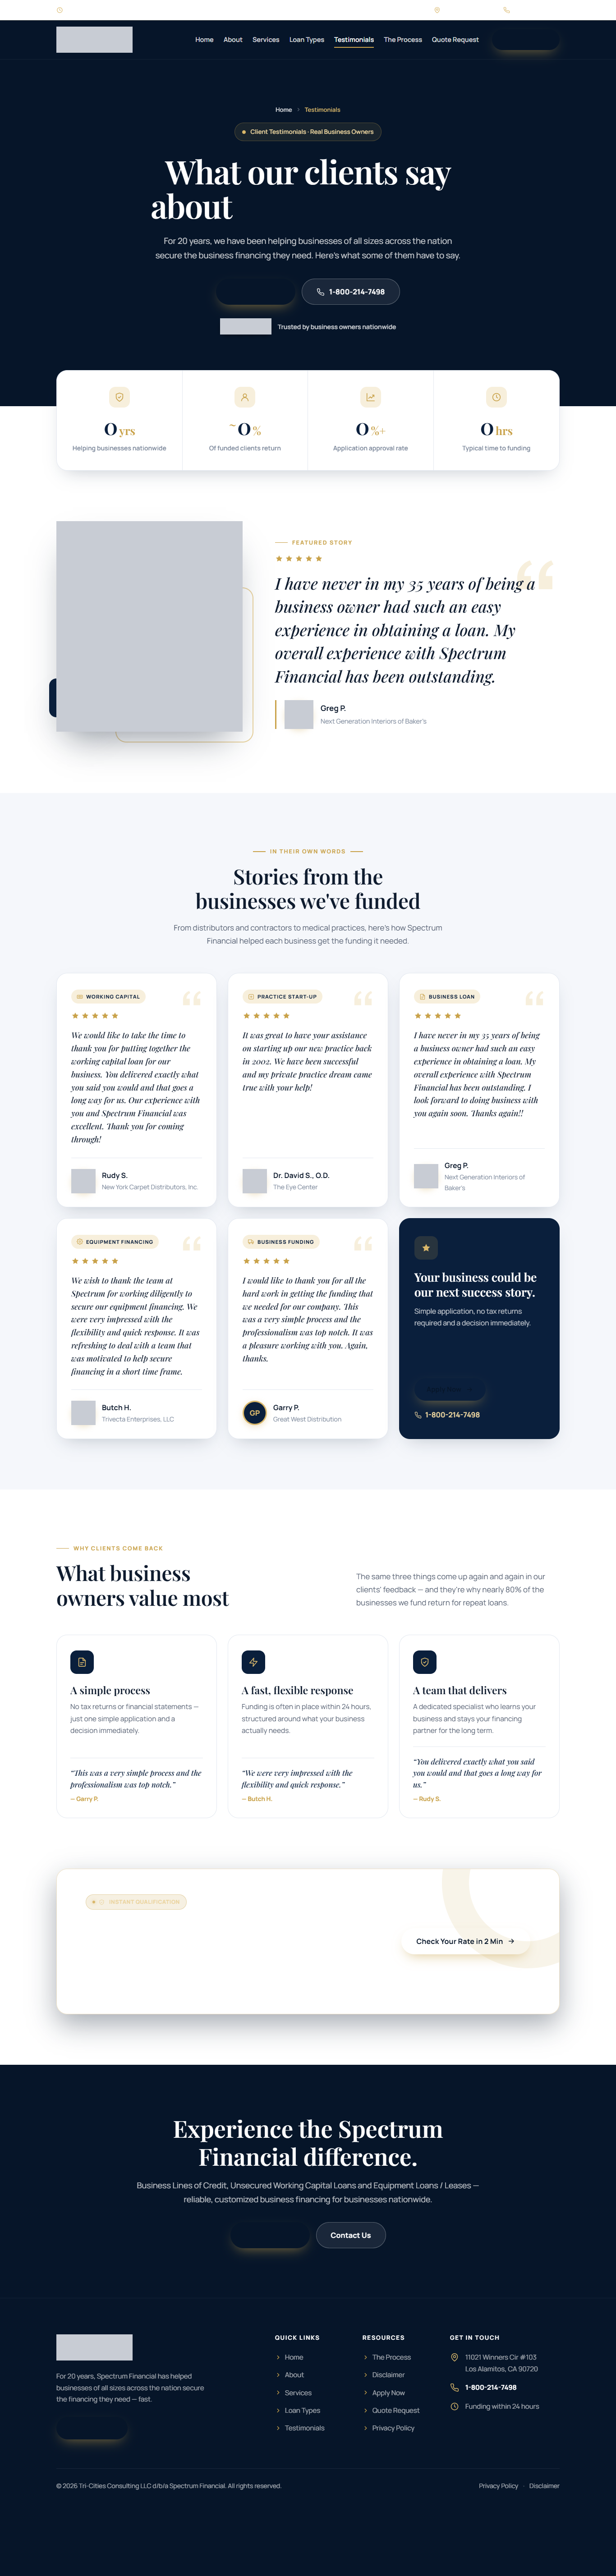 Home
About
Services
Loan Types
Testimonials
The Process
Quote Request
Home
Testimonials
Client Testimonials · Real Business Owners
What our clients say
about
For 20 years, we have been helping businesses of all sizes across the nation
secure the business financing they need. Here's what some of them have to say.
1-800-214-7498
Trusted by business owners nationwide
0 yrs
Helping businesses nationwide
~0 %
Of funded clients return
0 %+
Application approval rate
0 hrs
Typical time to funding
FEATURED STORY
I have never in my 35 years of being a
business owner had such an easy
experience in obtaining a loan. My
overall experience with Spectrum
Financial has been outstanding.
Greg P.
Next Generation Interiors of Baker's
IN THEIR OWN WORDS
Stories from the
businesses we've funded
From distributors and contractors to medical practices, here's how Spectrum
Financial helped each business get the funding it needed.
WORKING CAPITAL
We would like to take the time to
thank you for putting together the
working capital loan for our
business. You delivered exactly what
you said you would and that goes a
long way for us. Our experience with
you and Spectrum Financial was
excellent. Thank you for coming
through!
Rudy S.
New York Carpet Distributors, Inc.
PRACTICE START-UP
It was great to have your assistance
on starting up our new practice back
in 2002. We have been successful
and my private practice dream came
true with your help!
Dr. David S., O.D.
The Eye Center
BUSINESS LOAN
I have never in my 35 years of being
a business owner had such an easy
experience in obtaining a loan. My
overall experience with Spectrum
Financial has been outstanding. I
look forward to doing business with
you again soon. Thanks again!!
Greg P.
Next Generation Interiors of
Baker's
EQUIPMENT FINANCING
We wish to thank the team at
Spectrum for working diligently to
secure our equipment financing. We
were very impressed with the
flexibility and quick response. It was
refreshing to deal with a team that
was motivated to help secure
financing in a short time frame.
Butch H.
Trivecta Enterprises, LLC
BUSINESS FUNDING
I would like to thank you for all the
hard work in getting the funding that
we needed for our company. This
was a very simple process and the
professionalism was top notch. It was
a pleasure working with you. Again,
thanks.
GP
Garry P.
Great West Distribution
Your business could be
our next success story.
Simple application, no tax returns
required and a decision immediately.
1-800-214-7498
WHY CLIENTS COME BACK
What business
owners value most
The same three things come up again and again in our
clients' feedback — and they're why nearly 80% of the
businesses we fund return for repeat loans.
A simple process
No tax returns or financial statements —
just one simple application and a
decision immediately.
“This was a very simple process and the
professionalism was top notch.”
— Garry P.
A fast, flexible response
Funding is often in place within 24 hours,
structured around what your business
actually needs.
“We were very impressed with the
flexibility and quick response.”
— Butch H.
A team that delivers
A dedicated specialist who learns your
business and stays your financing
partner for the long term.
“You delivered exactly what you said
you would and that goes a long way for
us.”
— Rudy S.
INSTANT QUALIFICATION
Check Your Rate in 2 Min
Experience the Spectrum
Financial difference.
Business Lines of Credit, Unsecured Working Capital Loans and Equipment Loans / Leases —
reliable, customized business financing for businesses nationwide.
Contact Us
For 20 years, Spectrum Financial has helped
businesses of all sizes across the nation secure
the financing they need — fast.
QUICK LINKS
Home
About
Services
Loan Types
Testimonials
RESOURCES
The Process
Disclaimer
Apply Now
Quote Request
Privacy Policy
GET IN TOUCH
11021 Winners Cir #103
Los Alamitos, CA 90720
1-800-214-7498
Funding within 24 hours
© 2026 Tri-Cities Consulting LLC d/b/a Spectrum Financial. All rights reserved.
Privacy Policy · Disclaimer